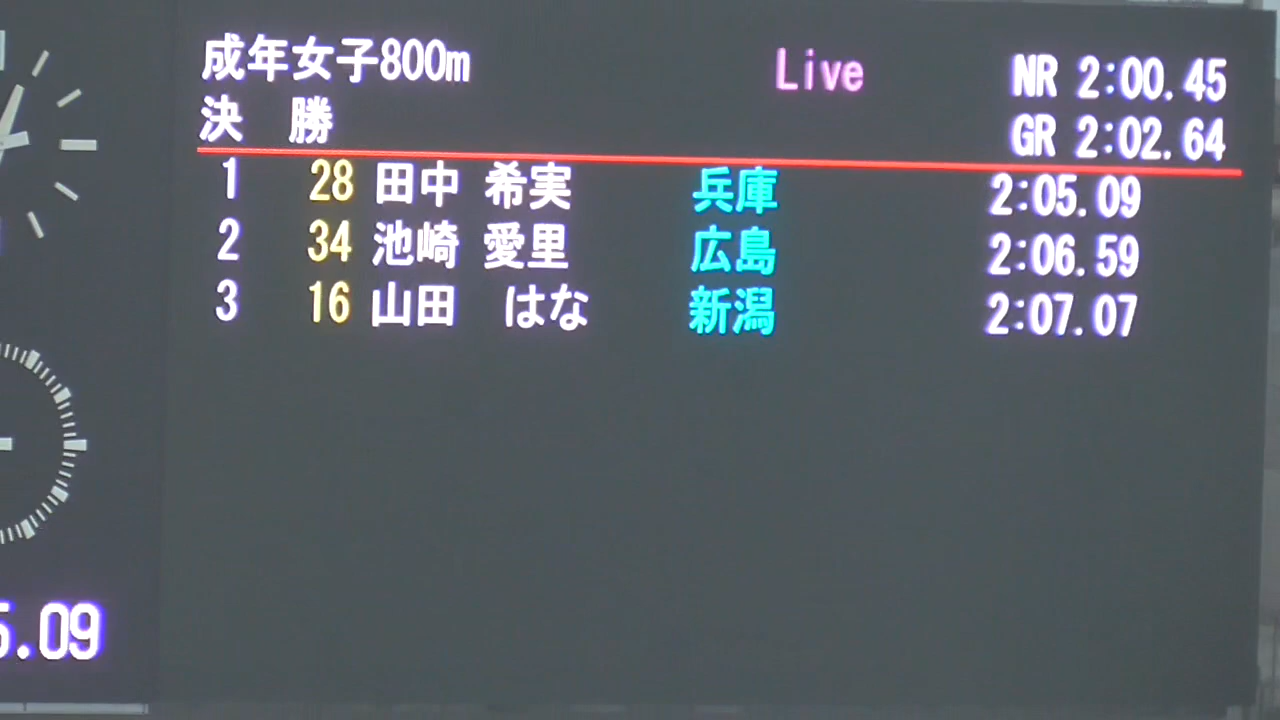 成年女子800m Live NR 2:00.45
決 勝 GR 2:02.64
1 28 田中 希実 兵庫 2:05.09
2 34 池崎 愛里 広島 2:06.59
3 16 山田 はな 新潟 2:07.07
.09